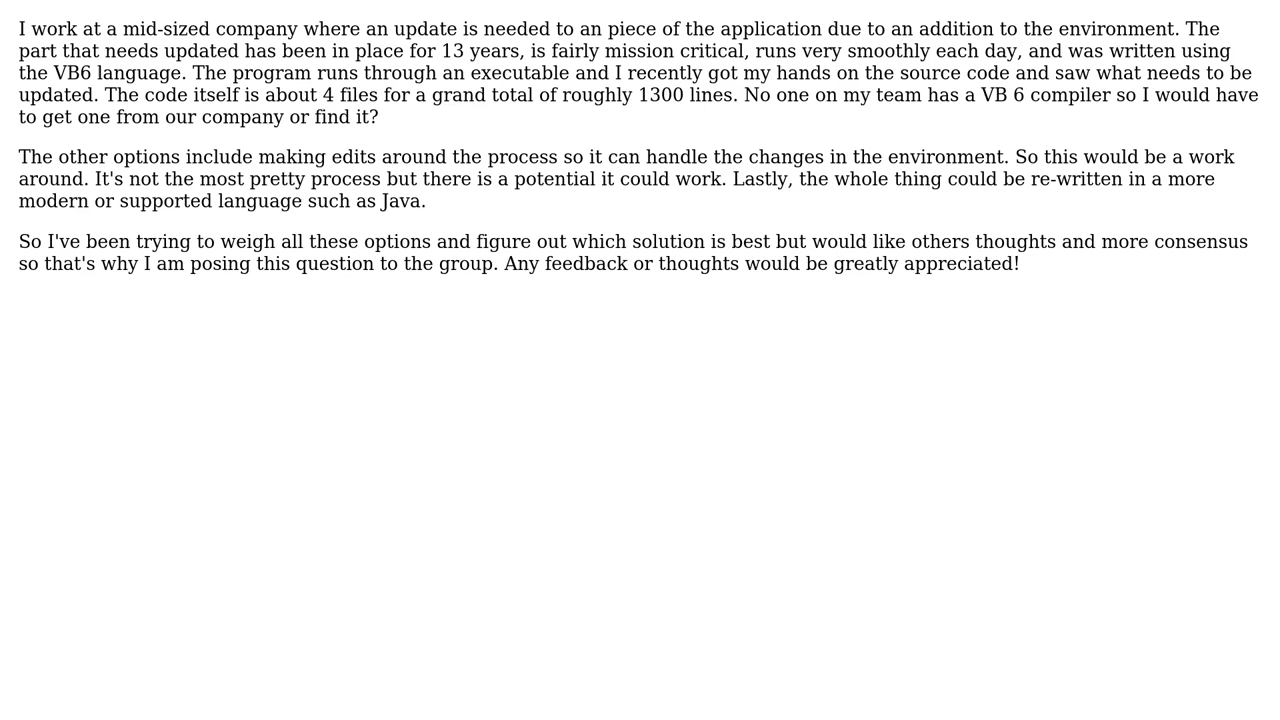 I work at a mid-sized company where an update is needed to an piece of the application due to an addition to the environment. The
part that needs updated has been in place for 13 years, is fairly mission critical, runs very smoothly each day, and was written using
the VB6 language. The program runs through an executable and I recently got my hands on the source code and saw what needs to be
updated. The code itself is about 4 files for a grand total of roughly 1300 lines. No one on my team has a VB 6 compiler so I would have
to get one from our company or find it?
The other options include making edits around the process so it can handle the changes in the environment. So this would be a work
around. It's not the most pretty process but there is a potential it could work. Lastly, the whole thing could be re-written in a more
modern or supported language such as Java.
So I've been trying to weigh all these options and figure out which solution is best but would like others thoughts and more consensus
so that's why I am posing this question to the group. Any feedback or thoughts would be greatly appreciated!